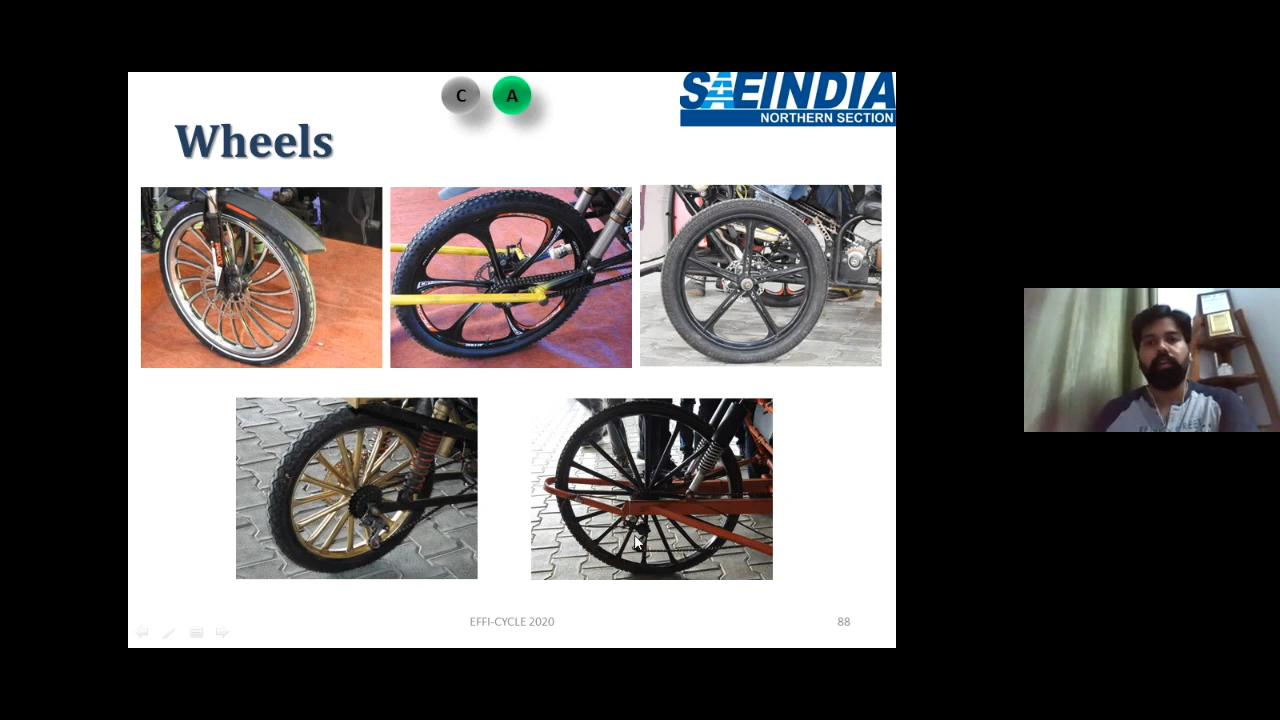 C A
SAEINDIA
NORTHERN SECTION
Wheels
EFFI-CYCLE 2020
88